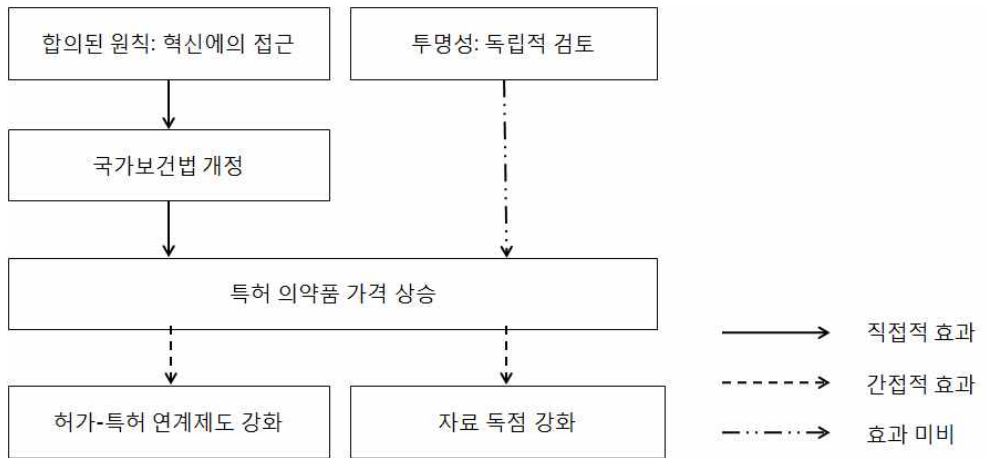 합의된 원칙: 혁신에의 접근
투명성: 독립적 검토
국가보건법 개정
특허 의약품 가격 상승
허가-특허 연계제도 강화
자료 독점 강화
직접적 효과
간접적 효과
효과 미비